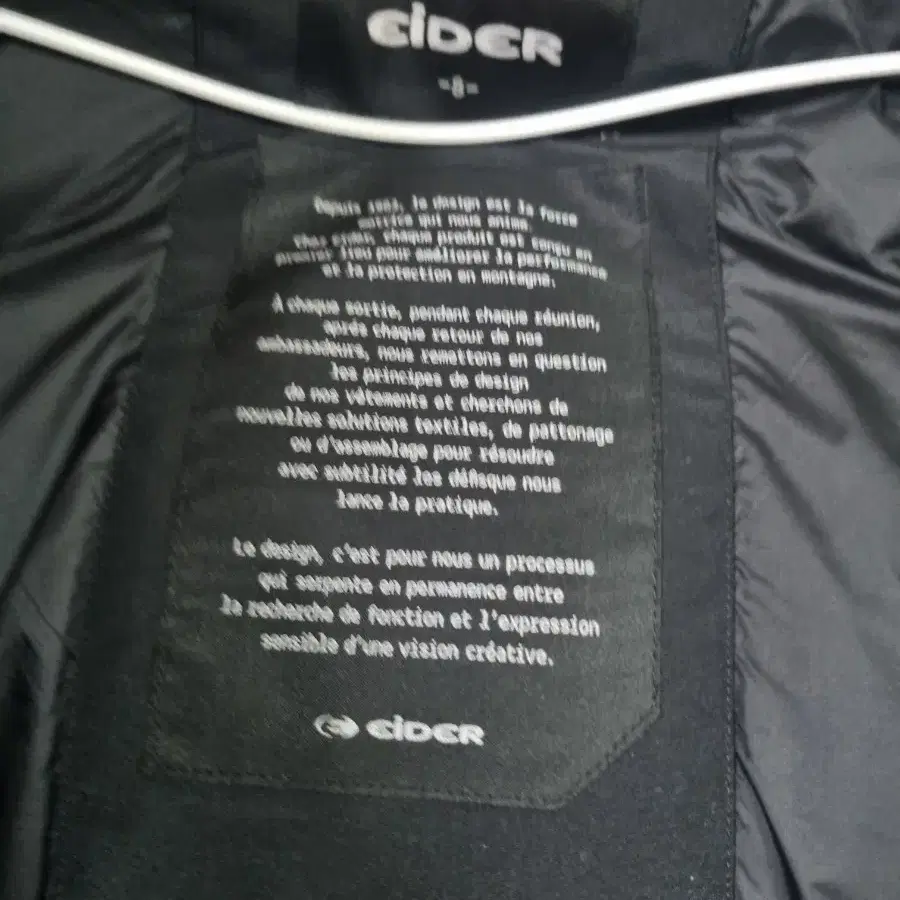 EiDER
Depuis, le design est la force
motrice qui nous anime.
Chez eider, chaque produit est conçu en
premier lieu pour améliorer la performance
et la protection en montagne.
À chaque sortie, pendant chaque réunion,
après chaque retour de nos
ambassadeurs, nous remettons en question
les principes de design
de nos vêtements et cherchons de
nouvelles solutions textiles, de pattonage
ou d'assemblage pour résoudre
avec subtilité les défisque nous
lance la pratique.
Le design, c'est pour nous un processus
qui serpente en permanence entre
la recherche de fonction et l'expression
sensible d'une vision créative.
EiDER